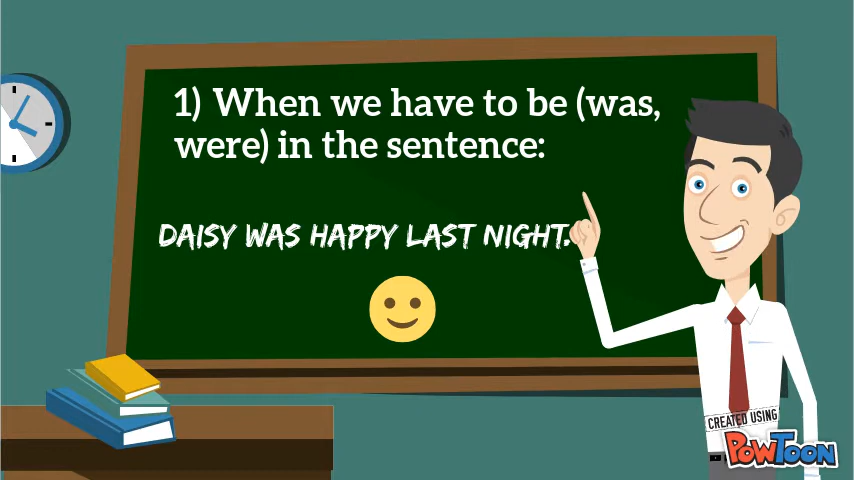 1) When we have to be (was,
were) in the sentence:
DAISY WAS HAPPY LAST NIGHT.
CREATED USING
POWTOON